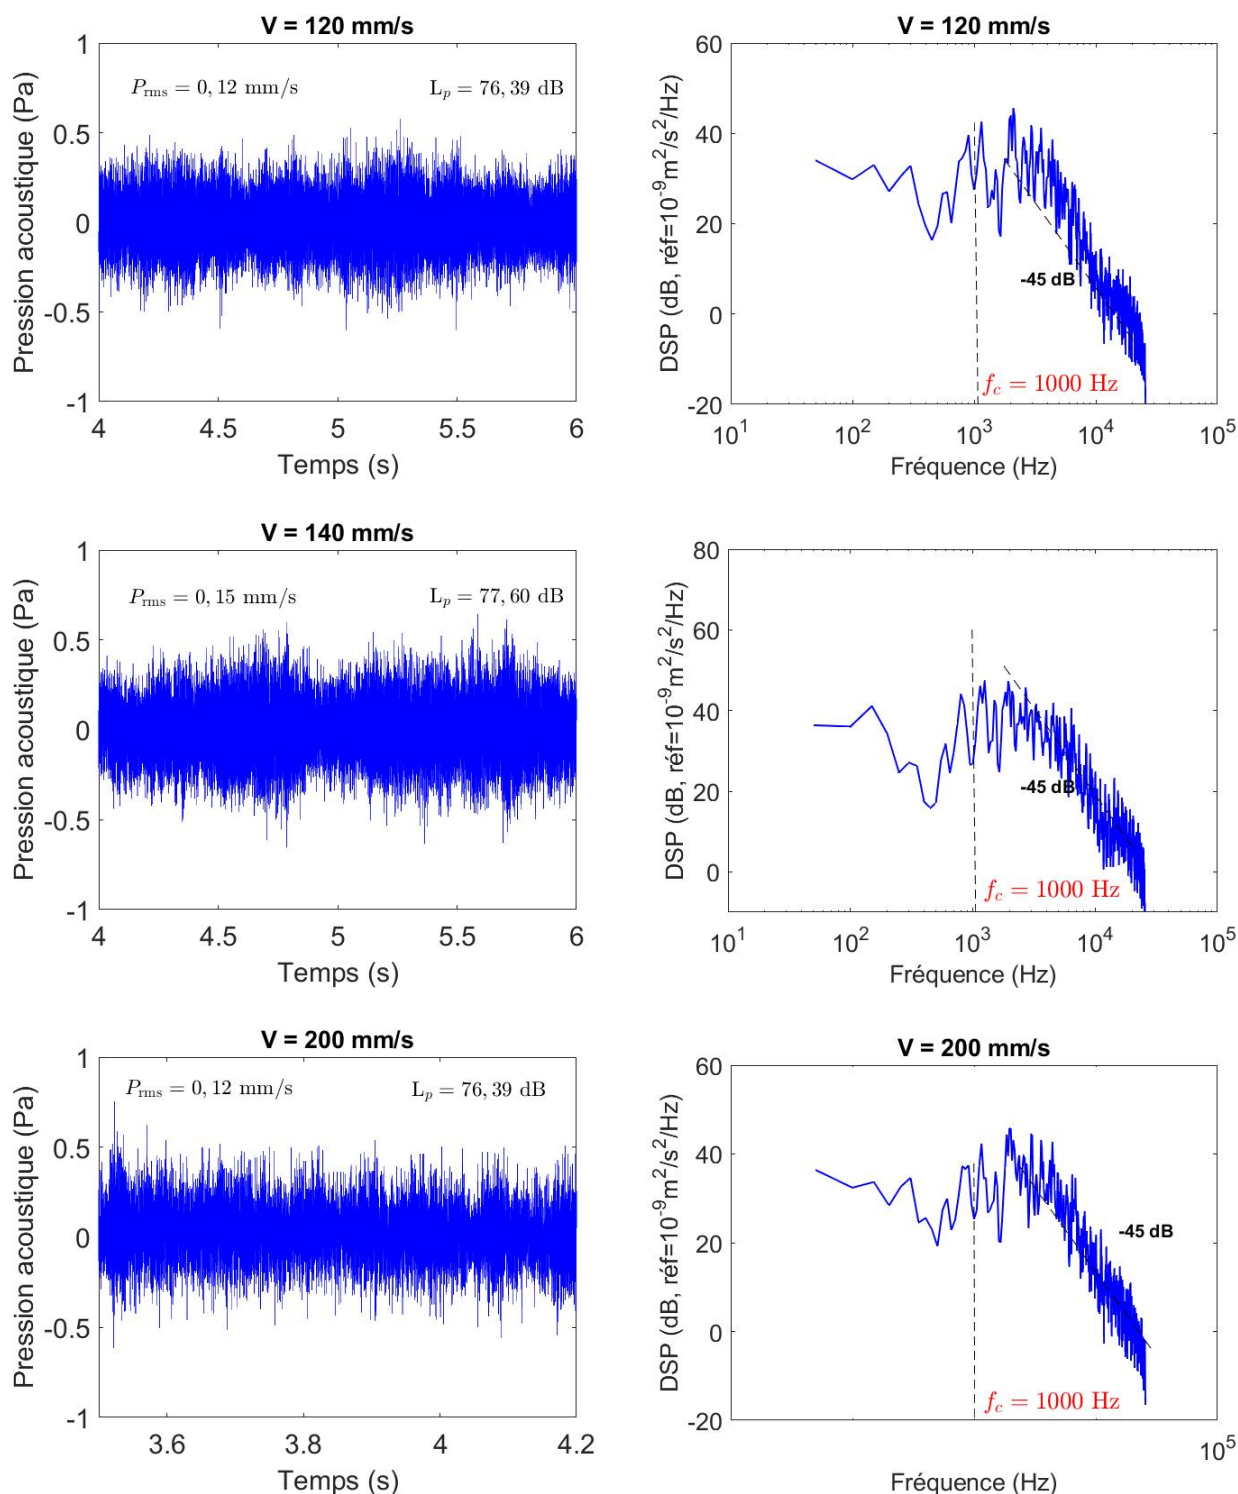 V = 120 mm/s
Pression acoustique (Pa)
1
0.5
0
-0.5
-1
P_rms = 0, 12 mm/s
L_p = 76, 39 dB
4 4.5 5 5.5 6
Temps (s)
V = 120 mm/s
DSP (dB, réf=10^-9m^2/s^2/Hz)
60
40
20
0
-20
-45 dB
f_c = 1000 Hz
10^1 10^2 10^3 10^4 10^5
Fréquence (Hz)
V = 140 mm/s
Pression acoustique (Pa)
1
0.5
0
-0.5
-1
P_rms = 0, 15 mm/s
L_p = 77, 60 dB
4 4.5 5 5.5 6
Temps (s)
DSP (dB, réf=10^-9m^2/s^2/Hz)
80
60
40
20
0
-45 dB
f_c = 1000 Hz
10^1 10^2 10^3 10^4 10^5
Fréquence (Hz)
V = 200 mm/s
Pression acoustique (Pa)
1
0.5
0
-0.5
-1
P_rms = 0, 12 mm/s
L_p = 76, 39 dB
3.6 3.8 4 4.2
Temps (s)
V = 200 mm/s
DSP (dB, réf=10^-9m^2/s^2/Hz)
60
40
20
0
-20
-45 dB
f_c = 1000 Hz
10^5
Fréquence (Hz)